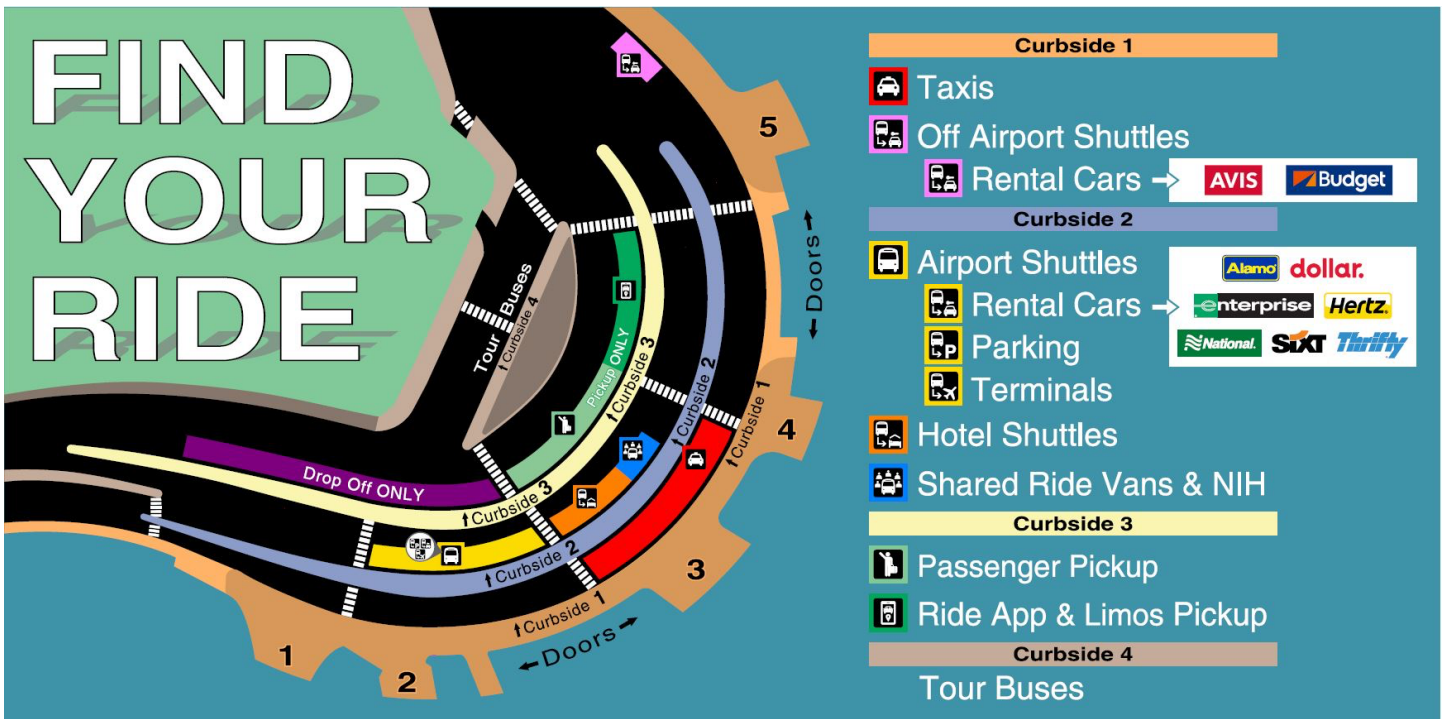 FIND
YOUR
RIDE
5
Doors
Tour Buses
Curbside 4
Pickup ONLY
Curbside 3
Curbside 2
Curbside 1
4
Drop Off ONLY
Curbside 3
Curbside 2
Curbside 1
3
Doors
1
2
Curbside 1
Taxis
Off Airport Shuttles
Rental Cars
AVIS Budget
Curbside 2
Airport Shuttles
Alamo dollar.
Rental Cars
enterprise Hertz.
National. SiXT Thrifty
P
Parking
Terminals
Hotel Shuttles
Shared Ride Vans & NIH
Curbside 3
Passenger Pickup
Ride App & Limos Pickup
Curbside 4
Tour Buses